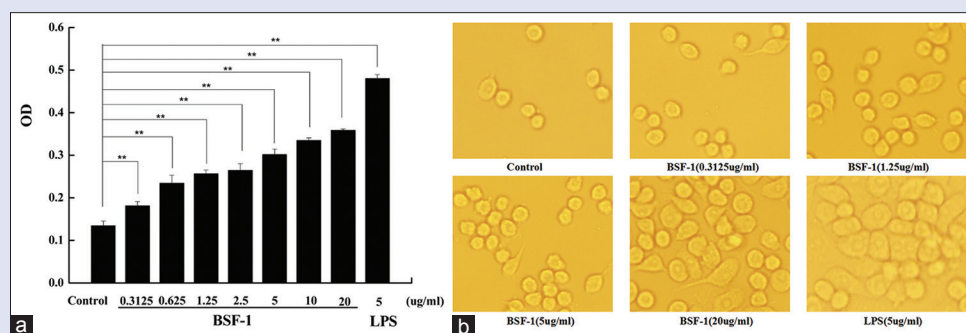 0.6
0.5
0.4
0.3
0.2
0.1
0.0
OD
**
**
**
**
**
**
**
**
Control 0.3125 0.625 1.25 2.5 5 10 20 5 (ug/ml)
BSF-1 LPS
a
Control BSF-1(0.3125ug/ml) BSF-1(1.25ug/ml)
BSF-1(5ug/ml) BSF-1(20ug/ml) LPS(5ug/ml)
b